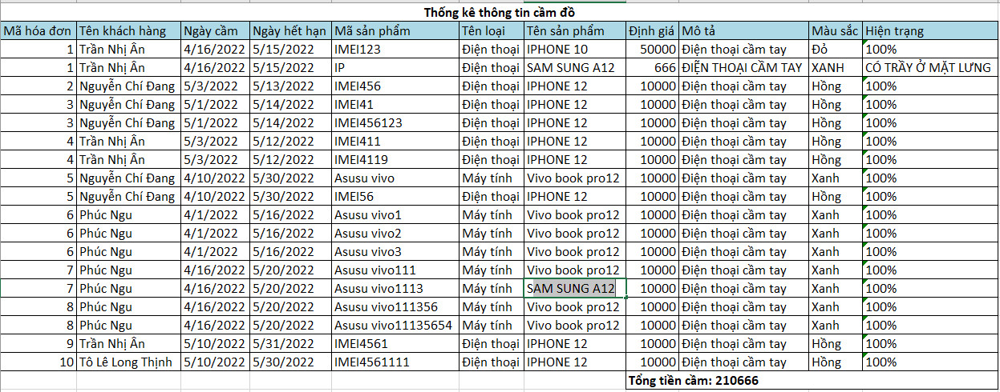 Thống kê thông tin cầm đồ
Mã hóa đơn Tên khách hàng Ngày cầm Ngày hết hạn Mã sản phẩm Tên loại Tên sản phẩm Định giá Mô tả Màu sắc Hiện trạng
1 Trần Nhị Ân 4/16/2022 5/15/2022 IMEI123 Điện thoại IPHONE 10 50000 Điện thoại cầm tay Đỏ 100%
1 Trần Nhị Ân 4/16/2022 5/15/2022 IP Điện thoại SAM SUNG A12 666 ĐIỆN THOẠI CẦM TAY XANH CÓ TRẦY Ở MẶT LƯNG
2 Nguyễn Chí Đang 5/3/2022 5/13/2022 IMEI456 Điện thoại IPHONE 12 10000 Điện thoại cầm tay Hồng 100%
3 Nguyễn Chí Đang 5/1/2022 5/14/2022 IMEI41 Điện thoại IPHONE 12 10000 Điện thoại cầm tay Hồng 100%
3 Nguyễn Chí Đang 5/1/2022 5/14/2022 IMEI456123 Điện thoại IPHONE 12 10000 Điện thoại cầm tay Hồng 100%
4 Trần Nhị Ân 5/3/2022 5/12/2022 IMEI411 Điện thoại IPHONE 12 10000 Điện thoại cầm tay Hồng 100%
4 Trần Nhị Ân 5/3/2022 5/12/2022 IMEI4119 Điện thoại IPHONE 12 10000 Điện thoại cầm tay Hồng 100%
5 Nguyễn Chí Đang 4/10/2022 5/30/2022 Asusu vivo Máy tính Vivo book pro12 10000 Điện thoại cầm tay Xanh 100%
5 Nguyễn Chí Đang 4/10/2022 5/30/2022 IMEI56 Điện thoại IPHONE 12 10000 Điện thoại cầm tay Hồng 100%
6 Phúc Ngu 4/1/2022 5/16/2022 Asusu vivo1 Máy tính Vivo book pro12 10000 Điện thoại cầm tay Xanh 100%
6 Phúc Ngu 4/1/2022 5/16/2022 Asusu vivo2 Máy tính Vivo book pro12 10000 Điện thoại cầm tay Xanh 100%
6 Phúc Ngu 4/1/2022 5/16/2022 Asusu vivo3 Máy tính Vivo book pro12 10000 Điện thoại cầm tay Xanh 100%
7 Phúc Ngu 4/16/2022 5/20/2022 Asusu vivo111 Máy tính Vivo book pro12 10000 Điện thoại cầm tay Xanh 100%
7 Phúc Ngu 4/16/2022 5/20/2022 Asusu vivo1113 Máy tính SAM SUNG A12 10000 Điện thoại cầm tay Xanh 100%
8 Phúc Ngu 4/16/2022 5/20/2022 Asusu vivo111356 Máy tính Vivo book pro12 10000 Điện thoại cầm tay Xanh 100%
8 Phúc Ngu 4/16/2022 5/20/2022 Asusu vivo11135654 Máy tính Vivo book pro12 10000 Điện thoại cầm tay Xanh 100%
9 Trần Nhị Ân 5/10/2022 5/31/2022 IMEI4561 Điện thoại IPHONE 12 10000 Điện thoại cầm tay Hồng 100%
10 Tô Lê Long Thịnh 5/10/2022 5/30/2022 IMEI4561111 Điện thoại IPHONE 12 10000 Điện thoại cầm tay Hồng 100%
Tổng tiền cầm: 210666